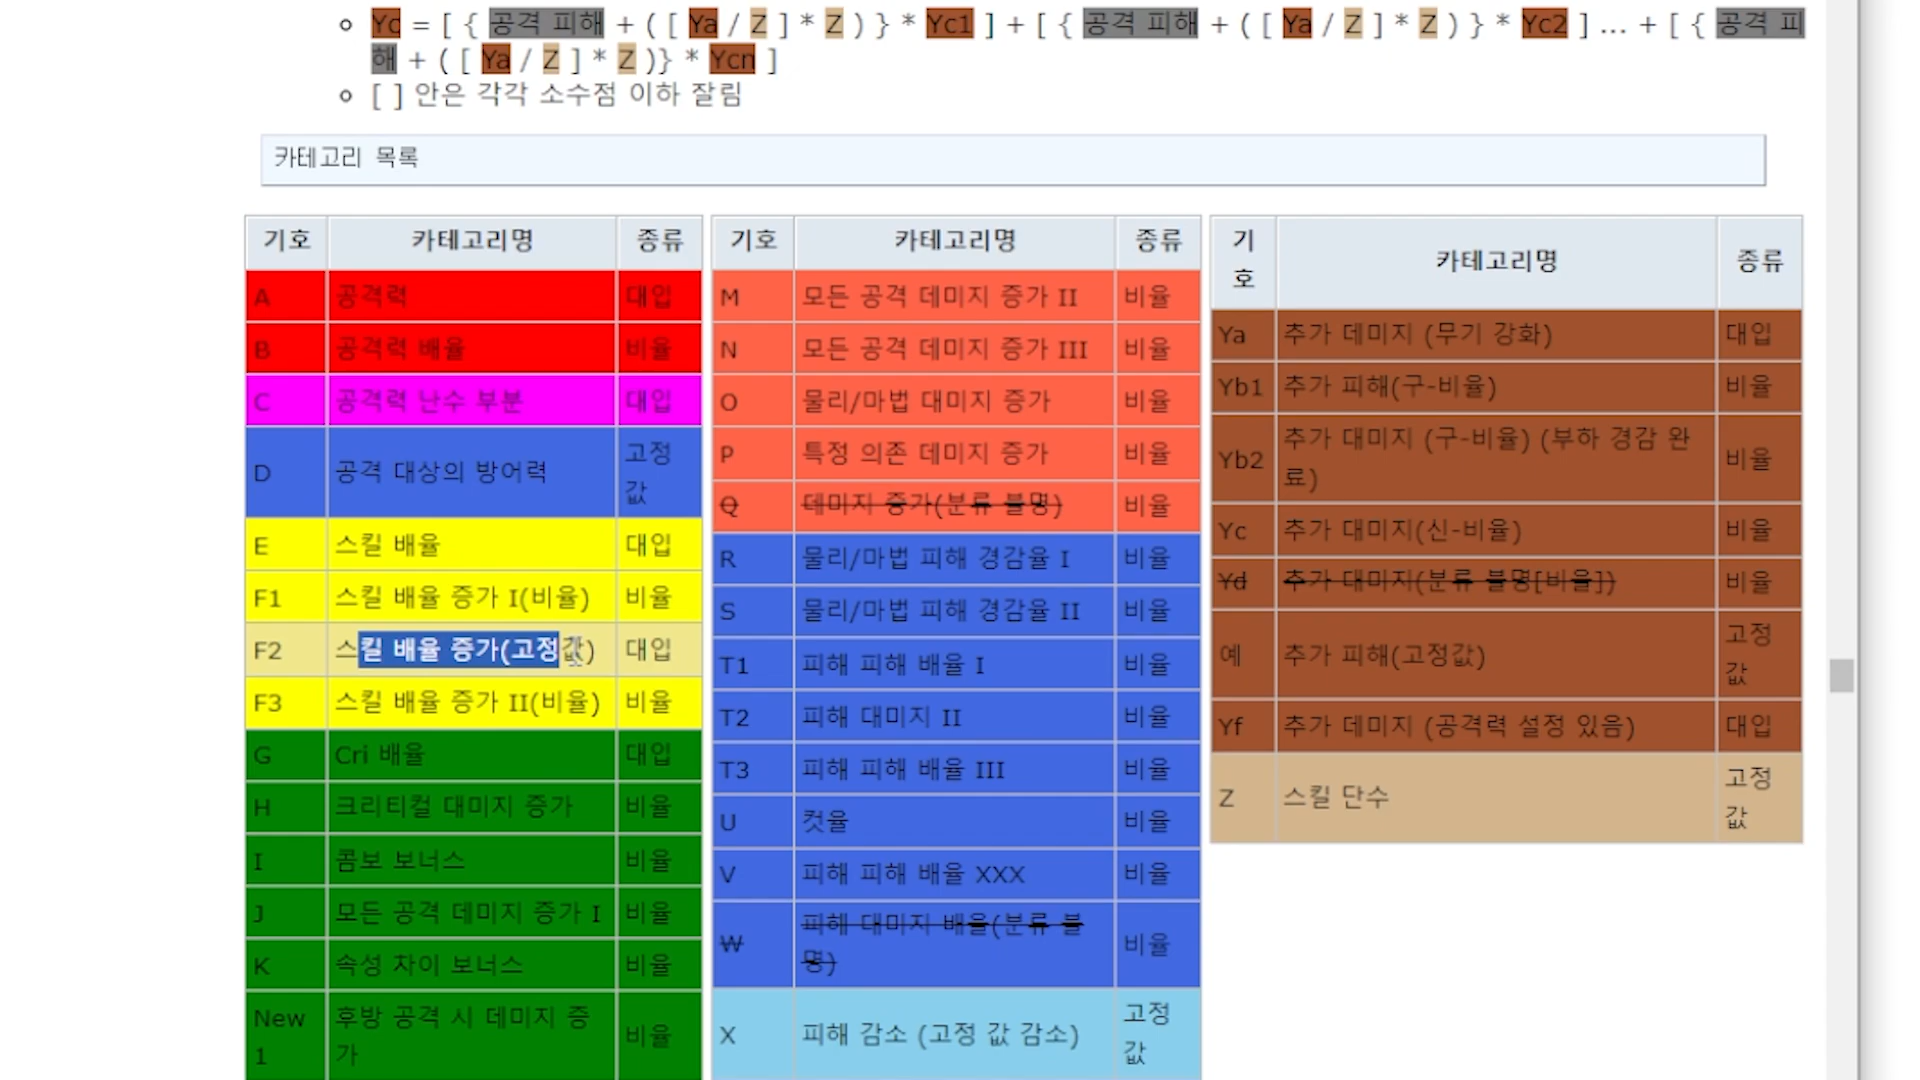 Yc = [ { 공격 피해 + ( [ Ya / Z ] * Z ) } * Yc1 ] + [ { 공격 피해 + ( [ Ya / Z ] * Z ) } * Yc2 ] ... + [ { 공격 피
해 + ( [ Ya / Z ] * Z )} * Ycn ]
[ ] 안은 각각 소수점 이하 잘림
카테고리 목록
기호 카테고리명 종류
A 공격력 대입
B 공격력 배율 비율
C 공격력 난수 부분 대입
D 공격 대상의 방어력 고정
값
E 스킬 배율 대입
F1 스킬 배율 증가 I(비율) 비율
F2 스킬 배율 증가(고정값) 대입
F3 스킬 배율 증가 II(비율) 비율
G Cri 배율 대입
H 크리티컬 대미지 증가 비율
I 콤보 보너스 비율
J 모든 공격 데미지 증가 I 비율
K 속성 차이 보너스 비율
New
1
후방 공격 시 데미지 증
가
비율
기호 카테고리명 종류
M 모든 공격 데미지 증가 II 비율
N 모든 공격 데미지 증가 III 비율
O 물리/마법 대미지 증가 비율
P 특정 의존 데미지 증가 비율
Q 데미지 증가(분류 불명) 비율
R 물리/마법 피해 경감율 I 비율
S 물리/마법 피해 경감율 II 비율
T1 피해 피해 배율 I 비율
T2 피해 대미지 II 비율
T3 피해 피해 배율 III 비율
U 컷율 비율
V 피해 피해 배율 XXX 비율
W 피해 대미지 배율(분류 불
명)
비율
X 피해 감소 (고정 값 감소) 고정
값
기
호
카테고리명 종류
Ya 추가 데미지 (무기 강화) 대입
Yb1 추가 피해(구-비율) 비율
Yb2 추가 대미지 (구-비율) (부하 경감 완
료)
비율
Yc 추가 대미지(신-비율) 비율
Yd 추가 대미지(분류 불명[비율]) 비율
예 추가 피해(고정값) 고정
값
Yf 추가 데미지 (공격력 설정 있음) 대입
Z 스킬 단수 고정
값